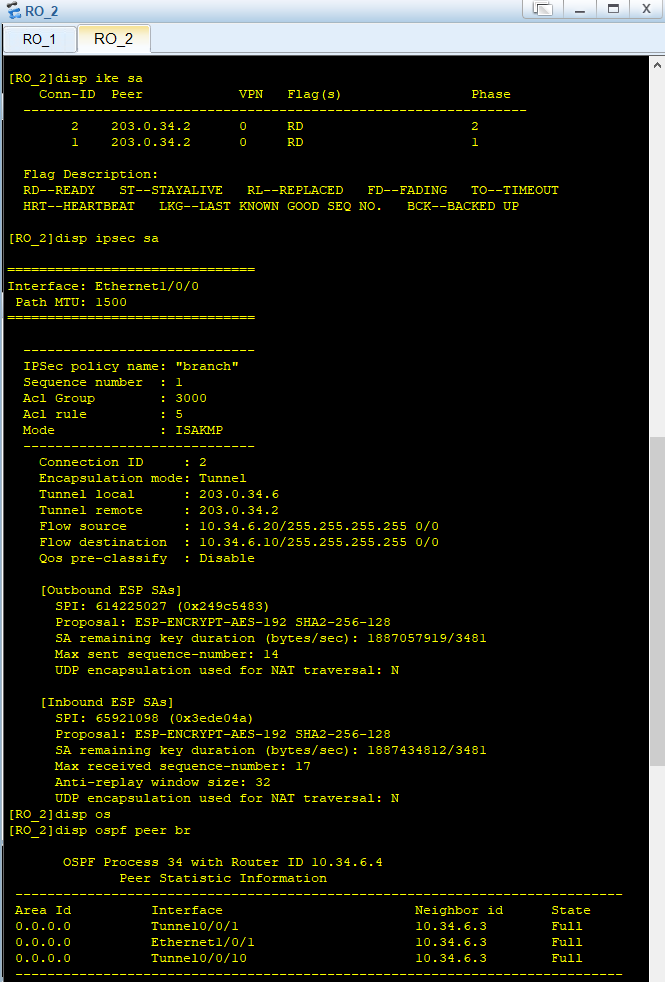 RO_2
RO_1 RO_2
[RO_2]disp ike sa
Conn-ID Peer VPN Flag(s) Phase
---------------------------------------------------------------
2 203.0.34.2 0 RD 2
1 203.0.34.2 0 RD 1
Flag Description:
RD--READY ST--STAYALIVE RL--REPLACED FD--FADING TO--TIMEOUT
HRT--HEARTBEAT LKG--LAST KNOWN GOOD SEQ NO. BCK--BACKED UP
[RO_2]disp ipsec sa
===============================
Interface: Ethernet1/0/0
Path MTU: 1500
===============================
-----------------------------
IPSec policy name: "branch"
Sequence number : 1
Acl Group : 3000
Acl rule : 5
Mode : ISAKMP
-----------------------------
Connection ID : 2
Encapsulation mode: Tunnel
Tunnel local : 203.0.34.6
Tunnel remote : 203.0.34.2
Flow source : 10.34.6.20/255.255.255.255 0/0
Flow destination : 10.34.6.10/255.255.255.255 0/0
Qos pre-classify : Disable
[Outbound ESP SAs]
SPI: 614225027 (0x249c5483)
Proposal: ESP-ENCRYPT-AES-192 SHA2-256-128
SA remaining key duration (bytes/sec): 1887057919/3481
Max sent sequence-number: 14
UDP encapsulation used for NAT traversal: N
[Inbound ESP SAs]
SPI: 65921098 (0x3ede04a)
Proposal: ESP-ENCRYPT-AES-192 SHA2-256-128
SA remaining key duration (bytes/sec): 1887434812/3481
Max received sequence-number: 17
Anti-replay window size: 32
UDP encapsulation used for NAT traversal: N
[RO_2]disp os
[RO_2]disp ospf peer br
OSPF Process 34 with Router ID 10.34.6.4
Peer Statistic Information
----------------------------------------------------------------------------
Area Id Interface Neighbor id State
0.0.0.0 Tunnel0/0/1 10.34.6.3 Full
0.0.0.0 Ethernet1/0/1 10.34.6.3 Full
0.0.0.0 Tunnel0/0/10 10.34.6.3 Full
----------------------------------------------------------------------------